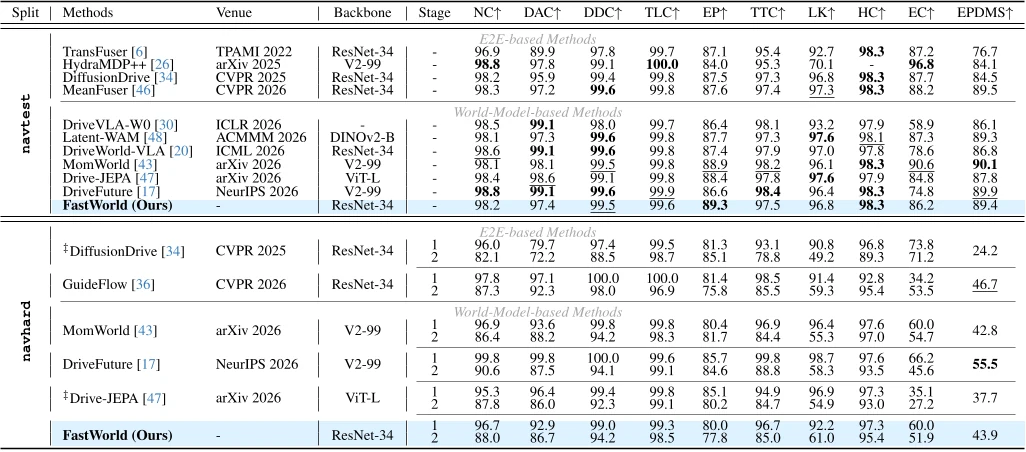 Split Methods Venue Backbone Stage NC↑ DAC↑ DDC↑ TLC↑ EP↑ TTC↑ LK↑ HC↑ EC↑ EPDMS↑
navtest
E2E-based Methods
TransFuser [6] TPAMI 2022 ResNet-34 - 96.9 89.9 97.8 99.7 87.1 95.4 92.7 98.3 87.2 76.7
HydraMDP++ [26] arXiv 2025 V2-99 - 98.8 97.8 99.1 100.0 84.0 95.3 70.1 - 96.8 84.1
DiffusionDrive [34] CVPR 2025 ResNet-34 - 98.2 95.9 99.4 99.8 87.5 97.3 96.8 98.3 87.7 84.5
MeanFuser [46] CVPR 2026 ResNet-34 - 98.3 97.2 99.6 99.8 87.6 97.4 97.3 98.3 88.2 89.5
World-Model-based Methods
DriveVLA-W0 [30] ICLR 2026 - - 98.5 99.1 98.0 99.7 86.4 98.1 93.2 97.9 58.9 86.1
Latent-WAM [48] ACMMM 2026 DINOv2-B - 98.1 97.3 99.6 99.8 87.7 97.3 97.6 98.1 87.3 89.3
DriveWorld-VLA [20] ICML 2026 ResNet-34 - 98.6 99.1 99.6 99.8 87.4 97.9 97.0 97.8 78.6 86.8
MomWorld [43] arXiv 2026 V2-99 - 98.1 98.1 99.5 99.8 88.9 98.2 96.1 98.3 90.6 90.1
Drive-JEPA [47] arXiv 2026 ViT-L - 98.4 98.6 99.1 99.8 88.4 97.8 97.6 97.9 84.8 87.8
DriveFuture [17] NeurIPS 2026 V2-99 - 98.8 99.1 99.6 99.9 86.6 98.4 96.4 98.3 74.8 89.9
FastWorld (Ours) - ResNet-34 - 98.2 97.4 99.5 99.6 89.3 97.5 96.8 98.3 86.2 89.4
navhard
E2E-based Methods
‡DiffusionDrive [34] CVPR 2025 ResNet-34 1 96.0 79.7 97.4 99.5 81.3 93.1 90.8 96.8 73.8 24.2
2 82.1 72.2 88.5 98.7 85.1 78.8 49.2 89.3 71.2
GuideFlow [36] CVPR 2026 ResNet-34 1 97.8 97.1 100.0 100.0 81.4 98.5 91.4 92.8 34.2 46.7
2 87.3 92.3 98.0 96.9 75.8 85.5 59.3 95.4 53.5
World-Model-based Methods
MomWorld [43] arXiv 2026 V2-99 1 96.9 93.6 99.8 99.8 80.4 96.9 96.4 97.6 60.0 42.8
2 86.4 88.2 94.2 98.3 81.7 84.4 55.3 97.0 54.7
DriveFuture [17] NeurIPS 2026 V2-99 1 99.8 99.8 100.0 99.6 85.7 99.8 98.7 97.6 66.2 55.5
2 90.6 87.5 94.1 99.1 84.6 88.8 58.3 93.5 45.6
‡Drive-JEPA [47] arXiv 2026 ViT-L 1 95.3 96.4 99.4 99.8 85.1 94.9 96.9 97.3 35.1 37.7
2 87.8 86.0 92.3 99.1 80.2 84.7 54.9 93.0 27.2
FastWorld (Ours) - ResNet-34 1 96.7 92.9 99.0 99.3 80.0 96.7 92.2 97.3 60.0 43.9
2 88.0 86.7 94.2 98.5 77.8 85.0 61.0 95.4 51.9